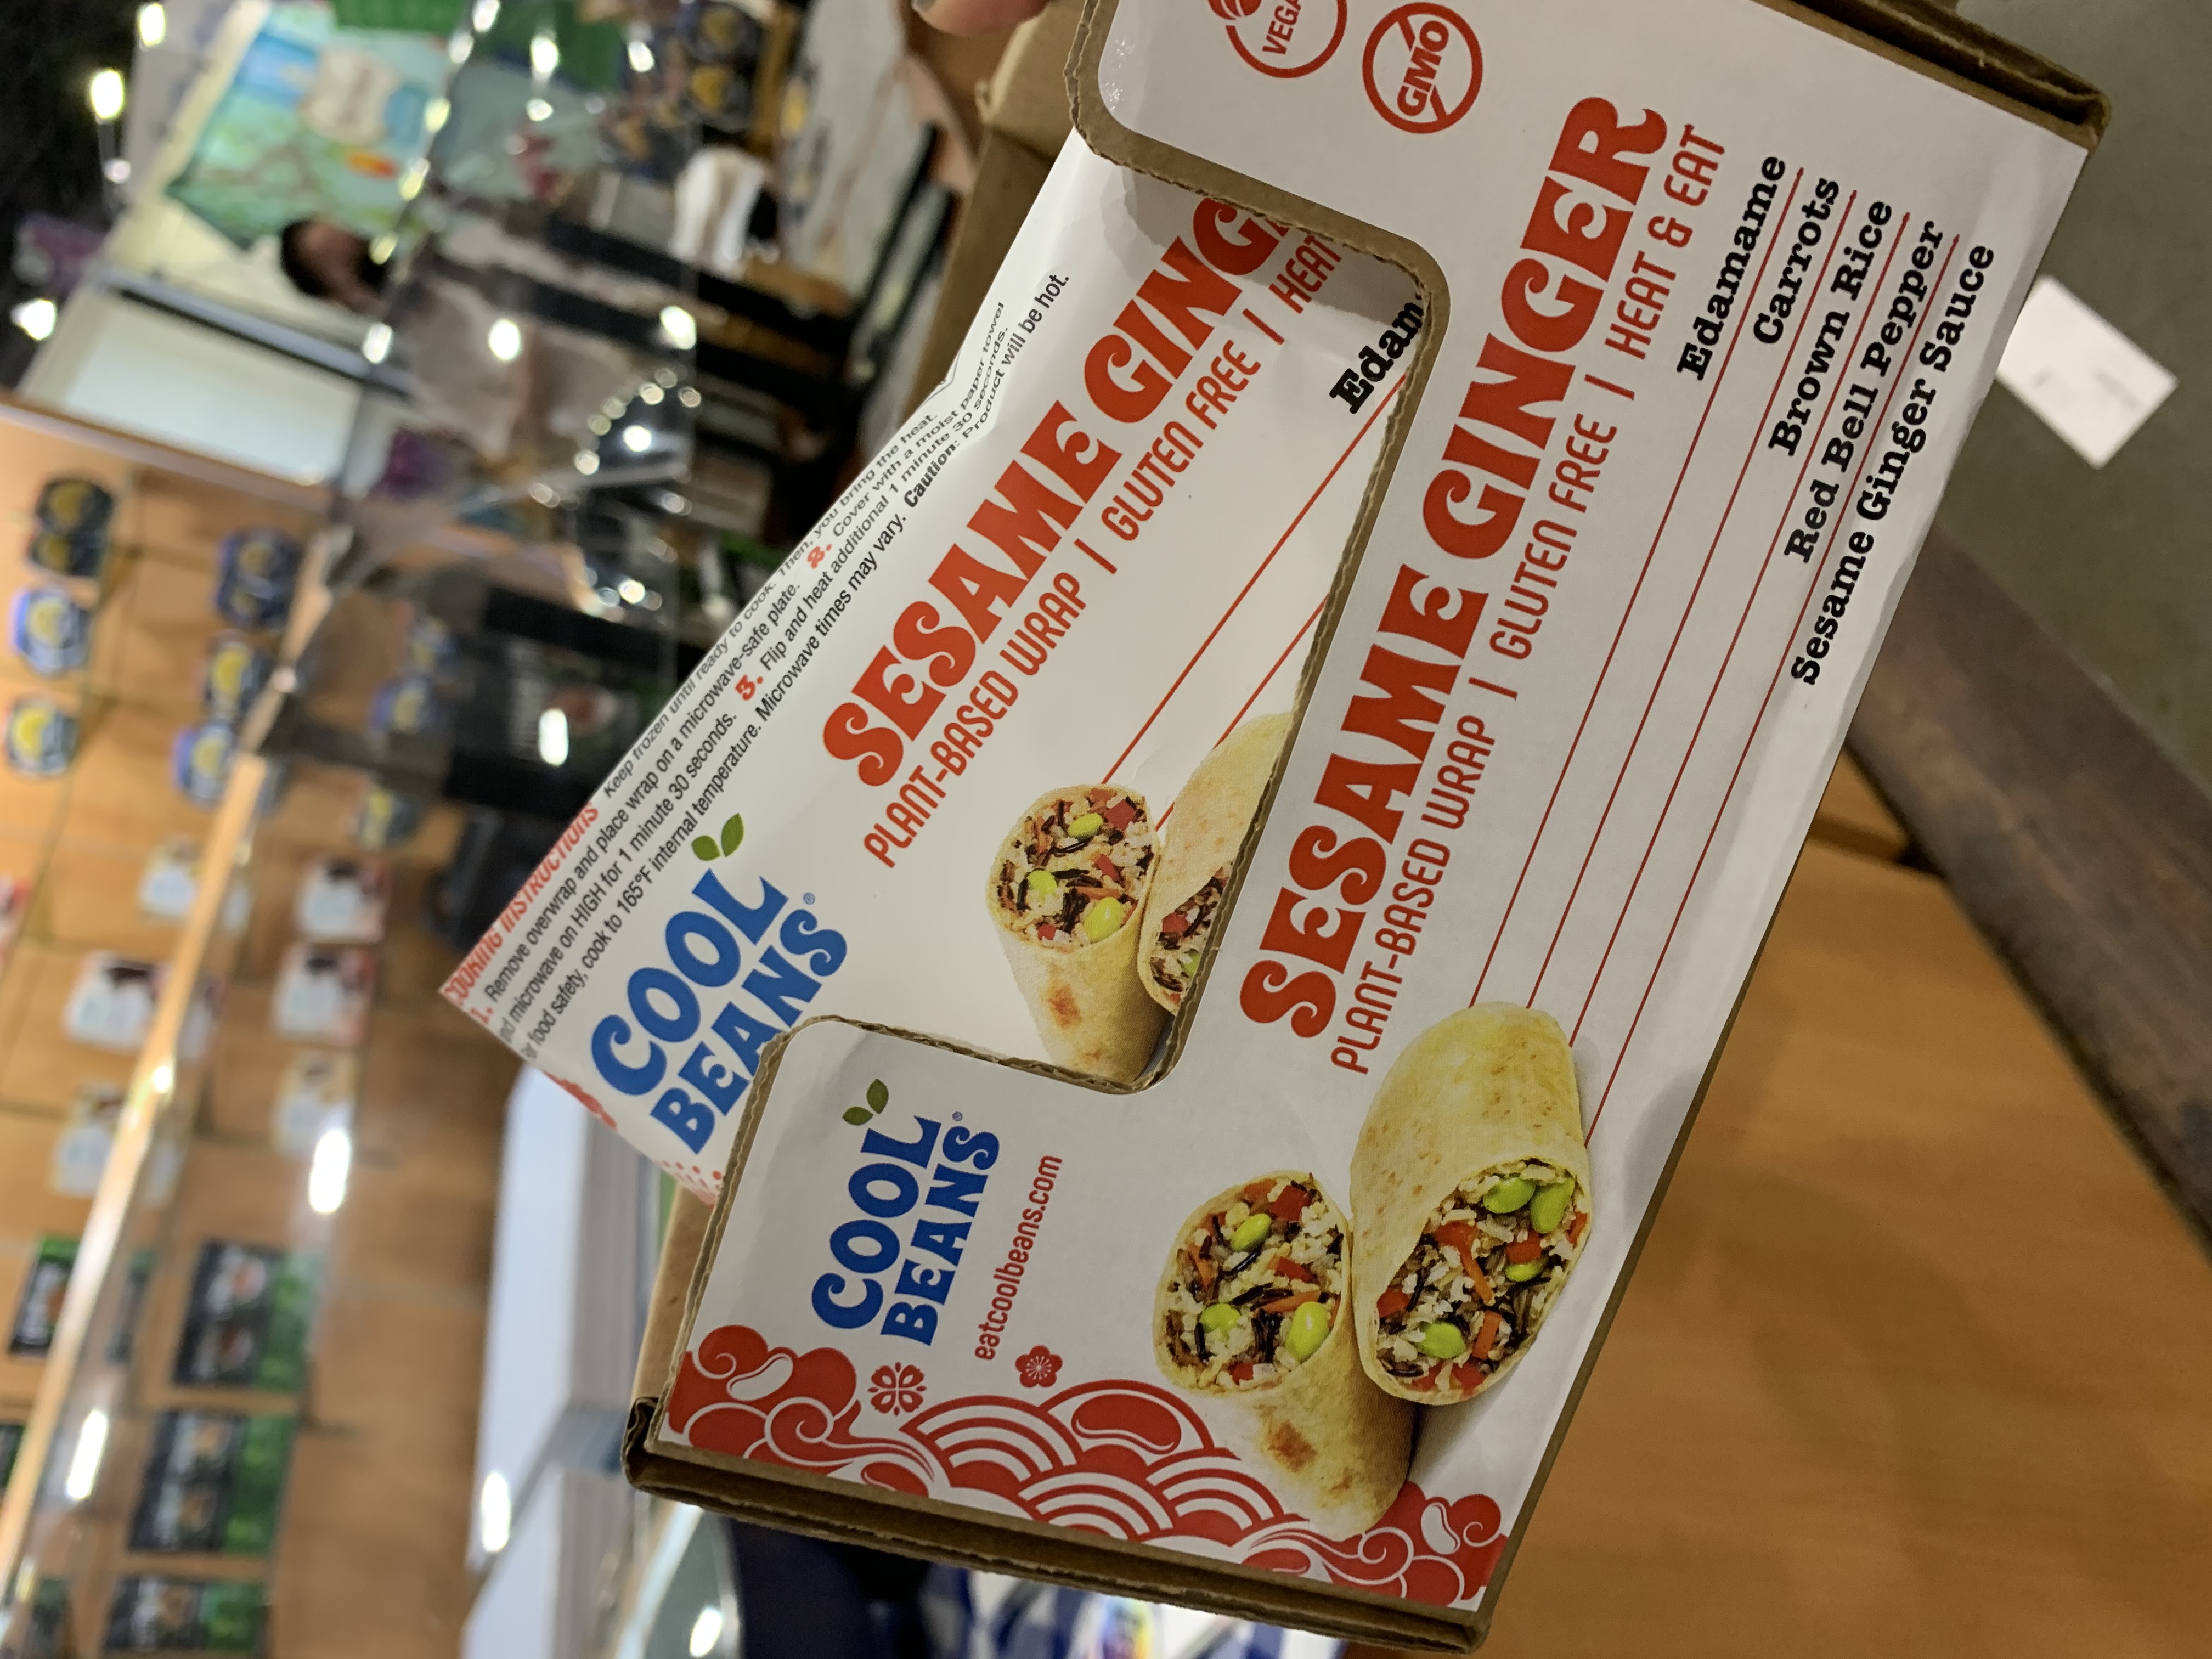 COOKING INSTRUCTIONS Keep frozen until ready to cook. Then, you bring the heat.
1. Remove overwrap and place wrap on a microwave-safe plate. 2. Cover with a moist paper towel
and microwave on HIGH for 1 minute 30 seconds. 3. Flip and heat additional 1 minute 30 seconds.
For food safety, cook to 165°F internal temperature. Microwave times may vary. Caution: Product will be hot.
COOL
BEANS®
SESAME GING
PLANT-BASED WRAP | GLUTEN FREE | HEAT
Edam
VEGA
GMO
COOL
BEANS®
eatcoolbeans.com
SESAME GINGER
PLANT-BASED WRAP | GLUTEN FREE | HEAT & EAT
Edamame
Carrots
Brown Rice
Red Bell Pepper
Sesame Ginger Sauce